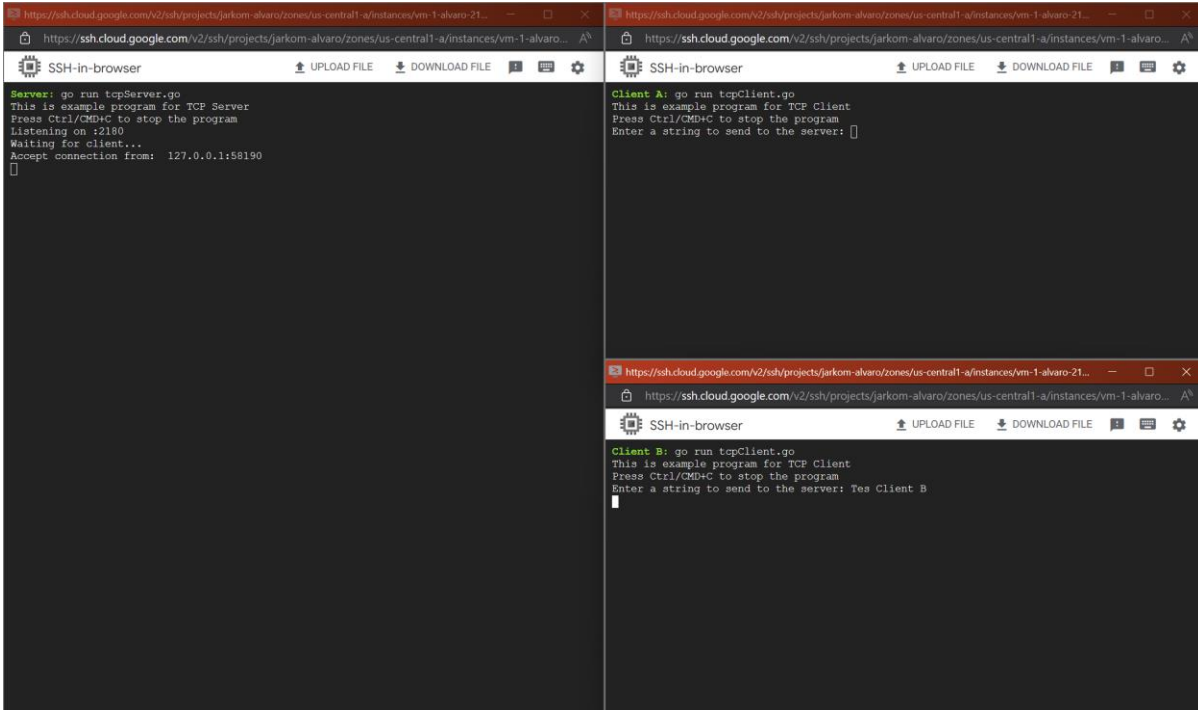 https://ssh.cloud.google.com/v2/ssh/projects/jarkom-alvaro/zones/us-central1-a/instances/vm-1-alvaro-21...
https://ssh.cloud.google.com/v2/ssh/projects/jarkom-alvaro/zones/us-central1-a/instances/vm-1-alvaro...
SSH-in-browser
UPLOAD FILE
DOWNLOAD FILE
Server: go run tcpServer.go
This is example program for TCP Server
Press Ctrl/CMD+C to stop the program
Listening on :2180
Waiting for client...
Accept connection from:  127.0.0.1:58190
https://ssh.cloud.google.com/v2/ssh/projects/jarkom-alvaro/zones/us-central1-a/instances/vm-1-alvaro-21...
https://ssh.cloud.google.com/v2/ssh/projects/jarkom-alvaro/zones/us-central1-a/instances/vm-1-alvaro...
SSH-in-browser
UPLOAD FILE
DOWNLOAD FILE
Client A: go run tcpClient.go
This is example program for TCP Client
Press Ctrl/CMD+C to stop the program
Enter a string to send to the server:
https://ssh.cloud.google.com/v2/ssh/projects/jarkom-alvaro/zones/us-central1-a/instances/vm-1-alvaro-21...
https://ssh.cloud.google.com/v2/ssh/projects/jarkom-alvaro/zones/us-central1-a/instances/vm-1-alvaro...
SSH-in-browser
UPLOAD FILE
DOWNLOAD FILE
Client B: go run tcpClient.go
This is example program for TCP Client
Press Ctrl/CMD+C to stop the program
Enter a string to send to the server: Tes Client B